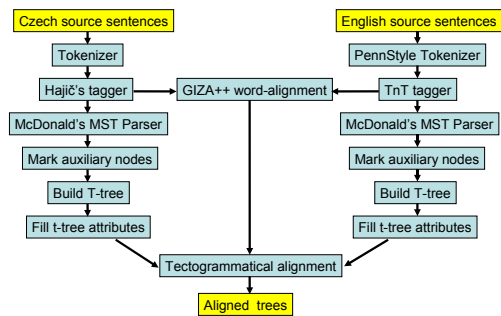 Czech source sentences
English source sentences
Tokenizer
PennStyle Tokenizer
Hajič's tagger
GIZA++ word-alignment
TnT tagger
McDonald's MST Parser
McDonald's MST Parser
Mark auxiliary nodes
Mark auxiliary nodes
Build T-tree
Build T-tree
Fill t-tree attributes
Fill t-tree attributes
Tectogrammatical alignment
Aligned trees